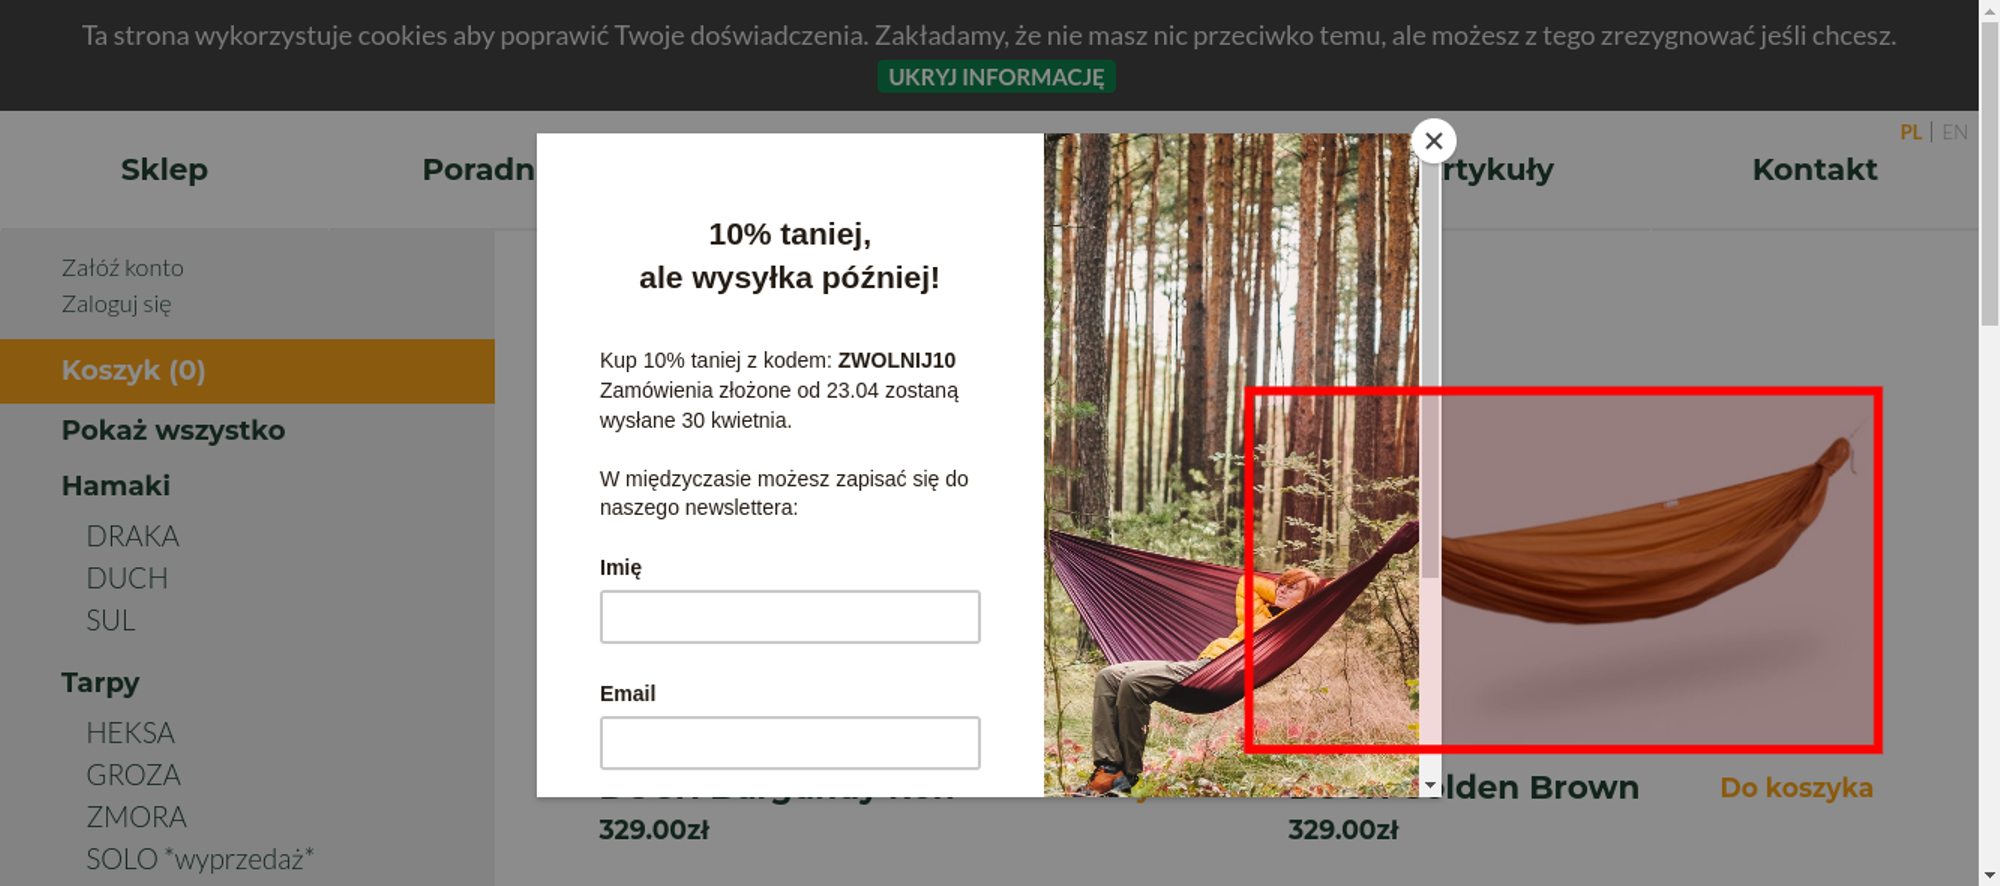 Ta strona wykorzystuje cookies aby poprawić Twoje doświadczenia. Zakładamy, że nie masz nic przeciwko temu, ale możesz z tego zrezygnować jeśli chcesz.
UKRYJ INFORMACJĘ
PL | EN
Sklep
Poradn
rtykuły
Kontakt
Załóż konto
Zaloguj się
Koszyk (0)
Pokaż wszystko
Hamaki
DRAKA
DUCH
SUL
Tarpy
HEKSA
GROZA
ZMORA
SOLO *wyprzedaż*
10% taniej,
ale wysyłka później!
Kup 10% taniej z kodem: ZWOLNIJ10
Zamówienia złożone od 23.04 zostaną
wysłane 30 kwietnia.
W międzyczasie możesz zapisać się do
naszego newslettera:
Imię
Email
329.00zł
lden Brown
Do koszyka
329.00zł